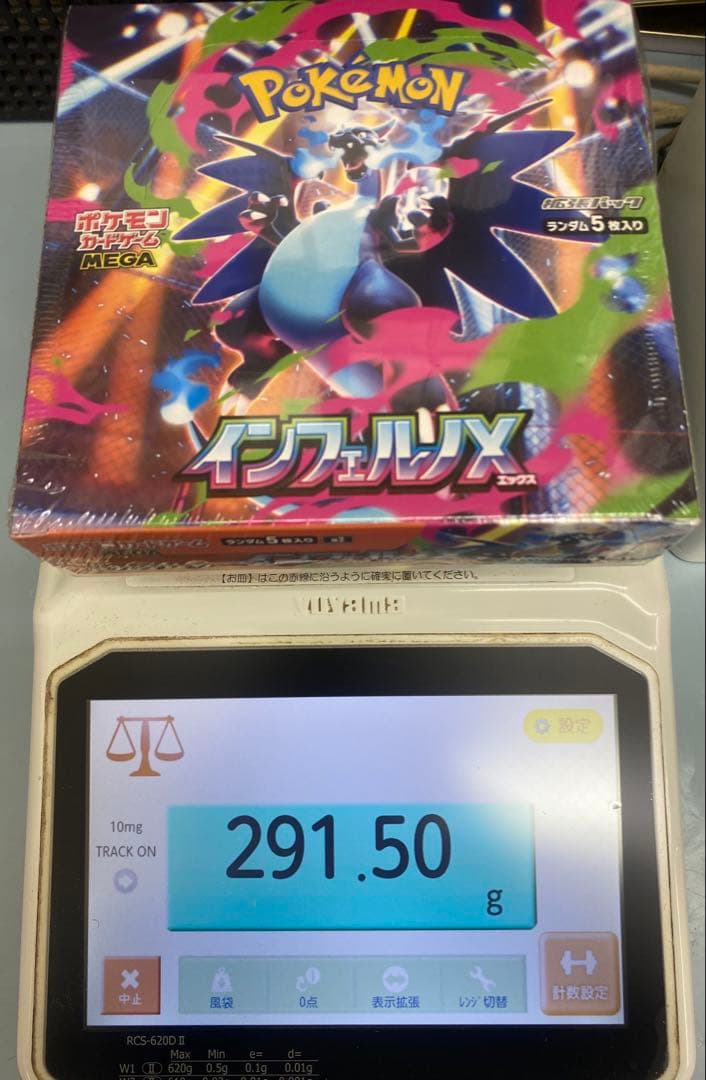 POKéMON
ポケモン
カードゲーム
MEGA
拡張パック
ランダム5枚入り
インフェルノX
エックス
ランダム5枚入り
【お皿】はこの赤線に沿うように確実に置いてください。
yuyama
設定
10mg
TRACK ON
291.50
g
中止
風袋
0点
表示拡張
ﾚﾝｼﾞ切替
計数設定
RCS-620D II
Max Min e= d=
W1 II 620g 0.5g 0.1g 0.01g